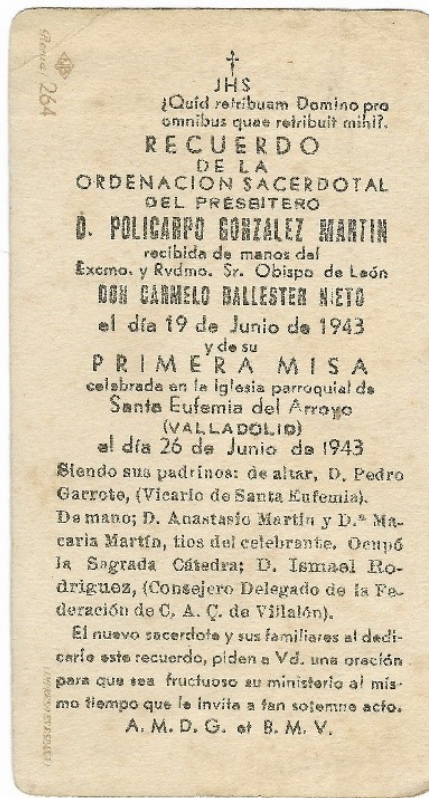 Roma 264
†
JHS
¿Quid retribuam Domino pro
omnibus quae retribuit mihi?.
RECUERDO
DE LA
ORDENACION SACERDOTAL
DEL PRESBITERO
D. POLICARPO GONZALEZ MARTIN
recibida de manos del
Excmo. y Rvdmo. Sr. Obispo de León
DON CARMELO BALLESTER NIETO
el día 19 de Junio de 1943
y de su
PRIMERA MISA
celebrada en la Iglesia parroquial de
Santa Eufemia del Arroyo
(VALLADOLID)
el día 26 de Junio de 1943
Siendo sus padrinos: de altar, D. Pedro
Garrote, (Vicario de Santa Eufemia).
De mano; D. Anastasio Martín y D.ª Ma-
caria Martín, tios del celebrante. Ocupó
la Sagrada Cátedra; D. Ismael Ro-
dríguez, (Consejero Delegado de la Fe-
deración de C. A. C. de Villalón).
El nuevo sacerdote y sus familiares al dedi-
carle este recuerdo, piden a Vd. una oración
para que sea fructuoso su ministerio al mis-
mo tiempo que le invita a tan solemne acto.
A. M. D. G. et B. M. V.